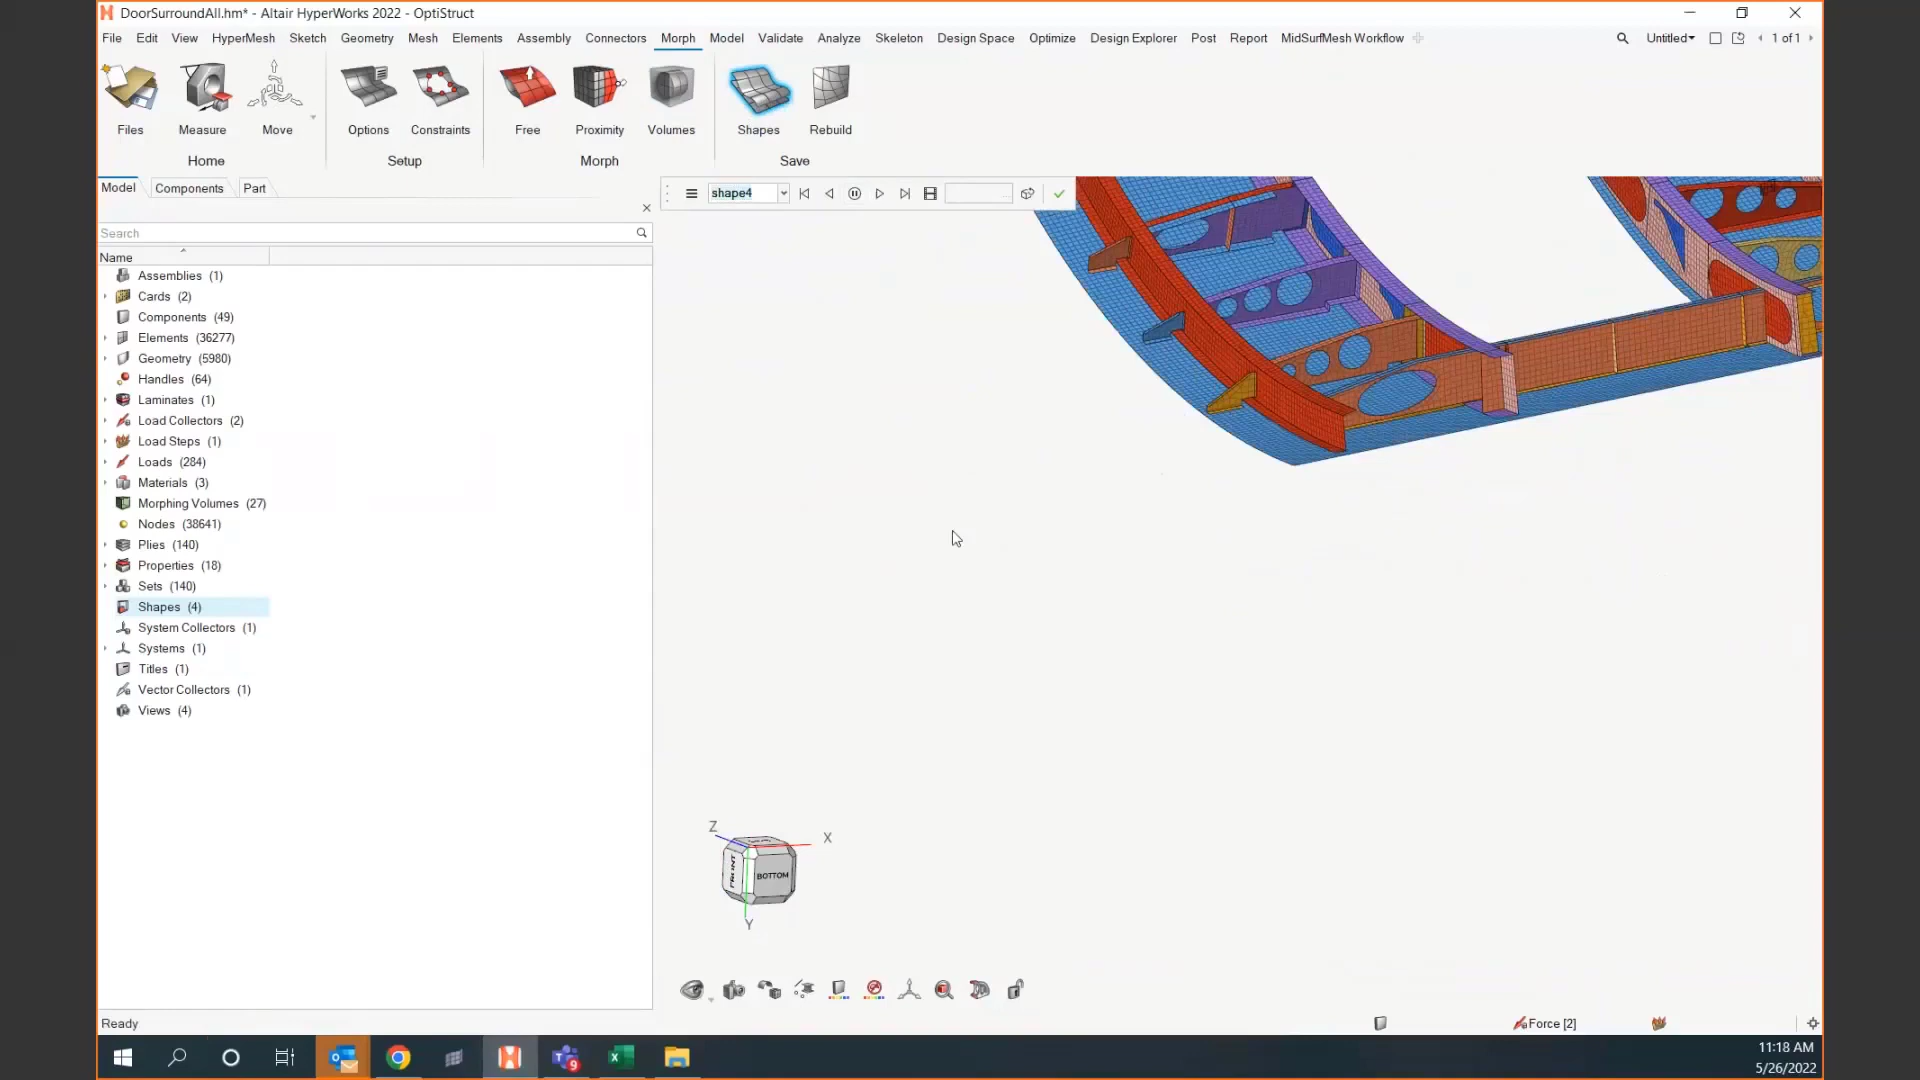 DoorSurroundAll.hm* - Altair HyperWorks 2022 - OptiStruct
File Edit View HyperMesh Sketch Geometry Mesh Elements Assembly Connectors Morph Model Validate Analyze Skeleton Design Space Optimize Design Explorer Post Report MidSurfMesh Workflow Untitled 1 of 1
Files Measure Move Options Constraints Free Proximity Volumes Shapes Rebuild
Home Setup Morph Save
Model Components Part
shape4
Search
Name
Assemblies (1)
Cards (2)
Components (49)
Elements (36277)
Geometry (5980)
Handles (64)
Laminates (1)
Load Collectors (2)
Load Steps (1)
Loads (284)
Materials (3)
Morphing Volumes (27)
Nodes (38641)
Plies (140)
Properties (18)
Sets (140)
Shapes (4)
System Collectors (1)
Systems (1)
Titles (1)
Vector Collectors (1)
Views (4)
Z
X
FRONT
BOTTOM
Y
Ready
Force [2]
9
11:18 AM
5/26/2022